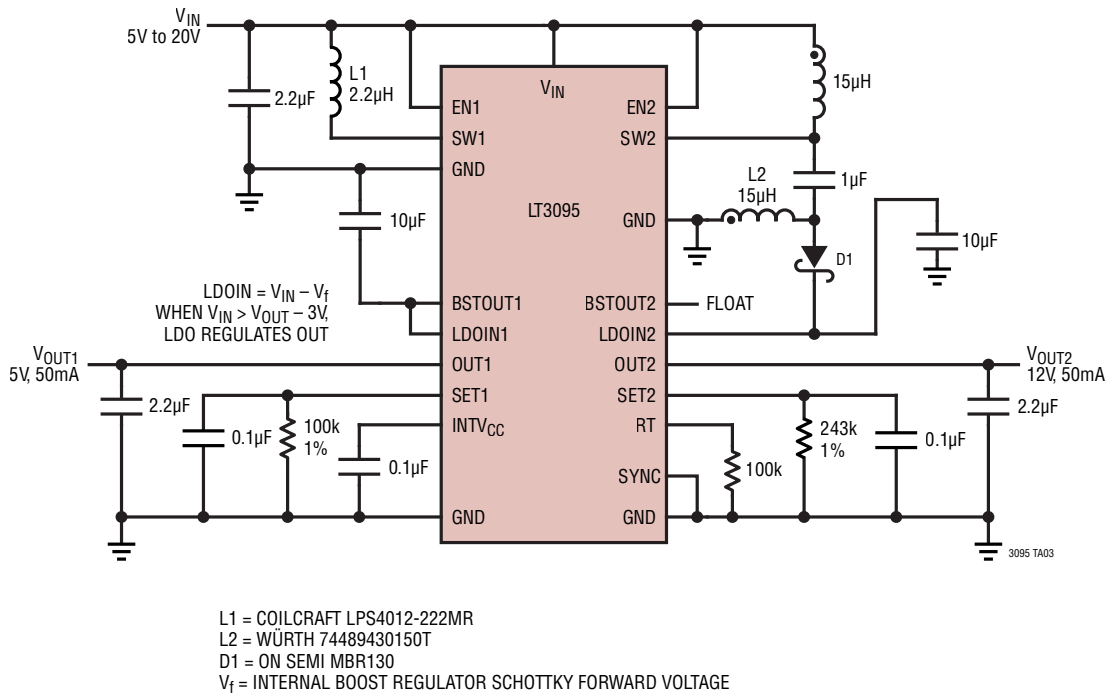 VIN
5V to 20V
2.2µF
L1
2.2µH
15µH
VIN
EN1
EN2
SW1
SW2
GND
LT3095
GND
10µF
L2
15µH
1µF
D1
10µF
LDOIN = VIN – Vf
WHEN VIN > VOUT – 3V,
LDO REGULATES OUT
BSTOUT1
BSTOUT2
FLOAT
LDOIN1
LDOIN2
VOUT1
5V, 50mA
OUT1
OUT2
VOUT2
12V, 50mA
2.2µF
SET1
SET2
2.2µF
0.1µF
100k
1%
INTVCC
0.1µF
RT
100k
243k
1%
0.1µF
SYNC
GND
GND
3095 TA03
L1 = COILCRAFT LPS4012-222MR
L2 = WÜRTH 74489430150T
D1 = ON SEMI MBR130
Vf = INTERNAL BOOST REGULATOR SCHOTTKY FORWARD VOLTAGE